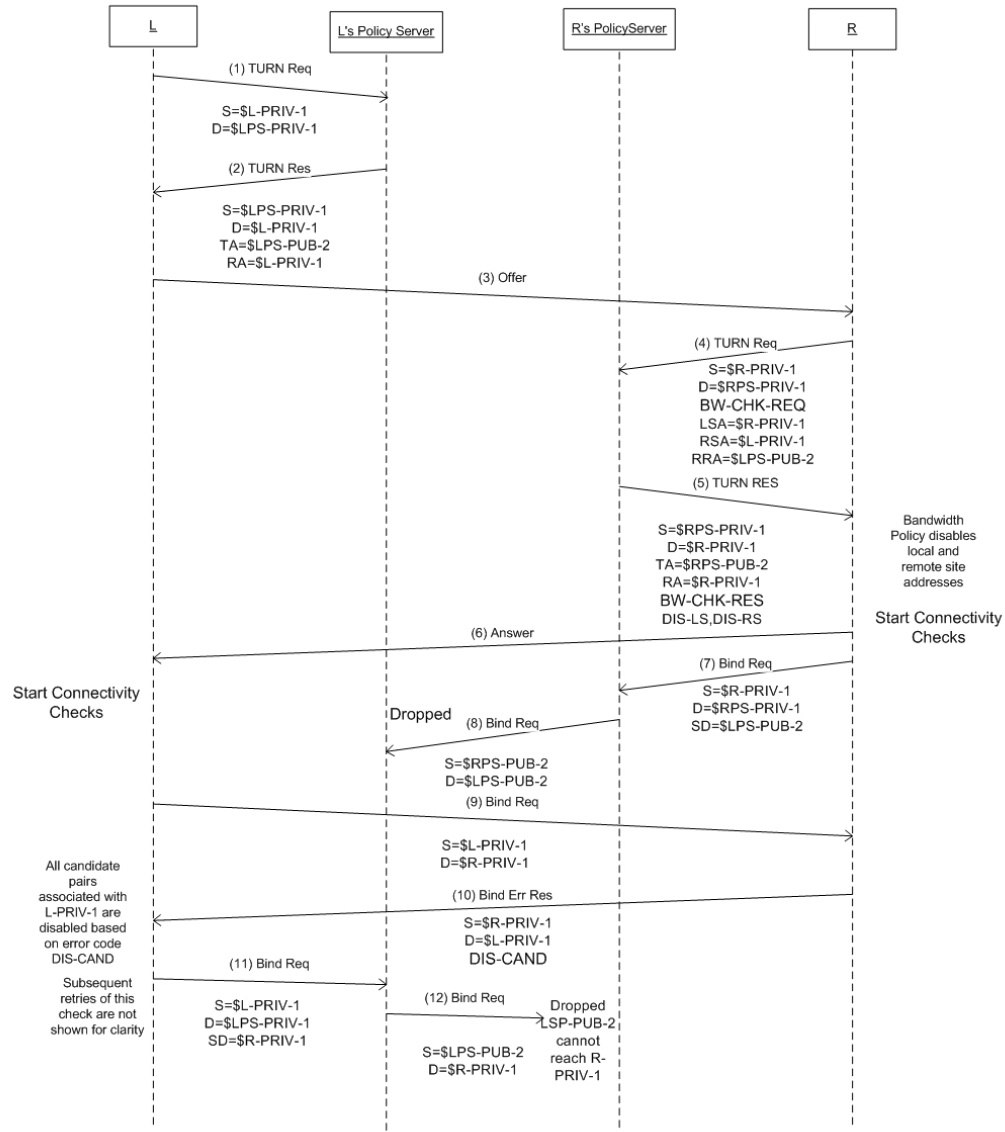 L
L's Policy Server
R's PolicyServer
R
(1) TURN Req
S=$L-PRIV-1
D=$LPS-PRIV-1
(2) TURN Res
S=$LPS-PRIV-1
D=$L-PRIV-1
TA=$LPS-PUB-2
RA=$L-PRIV-1
(3) Offer
(4) TURN Req
S=$R-PRIV-1
D=$RPS-PRIV-1
BW-CHK-REQ
LSA=$R-PRIV-1
RSA=$L-PRIV-1
RRA=$LPS-PUB-2
(5) TURN RES
S=$RPS-PRIV-1
D=$R-PRIV-1
TA=$RPS-PUB-2
RA=$R-PRIV-1
BW-CHK-RES
DIS-LS,DIS-RS
Bandwidth
Policy disables
local and
remote site
addresses
Start Connectivity
Checks
(6) Answer
(7) Bind Req
S=$R-PRIV-1
D=$RPS-PRIV-1
SD=$LPS-PUB-2
Start Connectivity
Checks
Dropped
(8) Bind Req
S=$RPS-PUB-2
D=$LPS-PUB-2
(9) Bind Req
S=$L-PRIV-1
D=$R-PRIV-1
All candidate
pairs
associated with
L-PRIV-1 are
disabled based
on error code
DIS-CAND
(10) Bind Err Res
S=$R-PRIV-1
D=$L-PRIV-1
DIS-CAND
(11) Bind Req
Subsequent
retries of this
check are not
shown for clarity
S=$L-PRIV-1
D=$LPS-PRIV-1
SD=$R-PRIV-1
(12) Bind Req
S=$LPS-PUB-2
D=$R-PRIV-1
Dropped
LSP-PUB-2
cannot
reach R-
PRIV-1